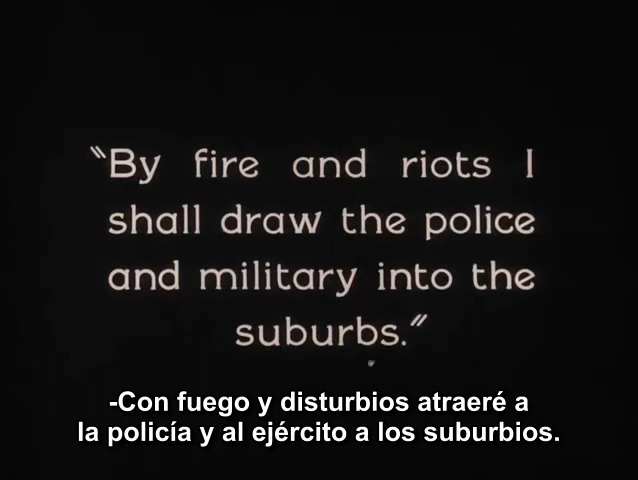 "By fire and riots I
shall draw the police
and military into the
suburbs."
-Con fuego y disturbios atraeré a
la policía y al ejército a los suburbios.